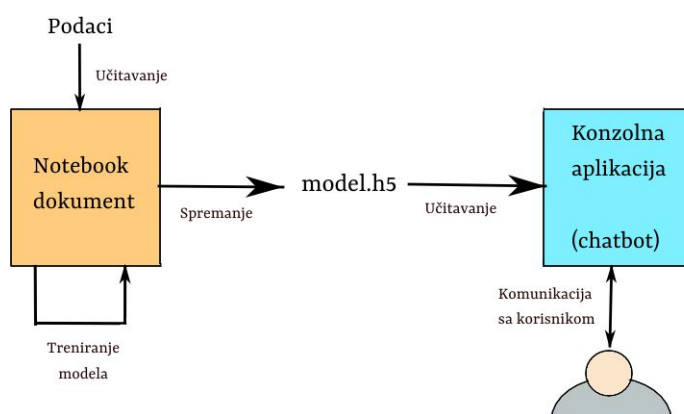 Podaci
Učitavanje
Notebook
dokument
Spremanje
model.h5
Učitavanje
Konzolna
aplikacija
(chatbot)
Treniranje
modela
Komunikacija
sa korisnikom